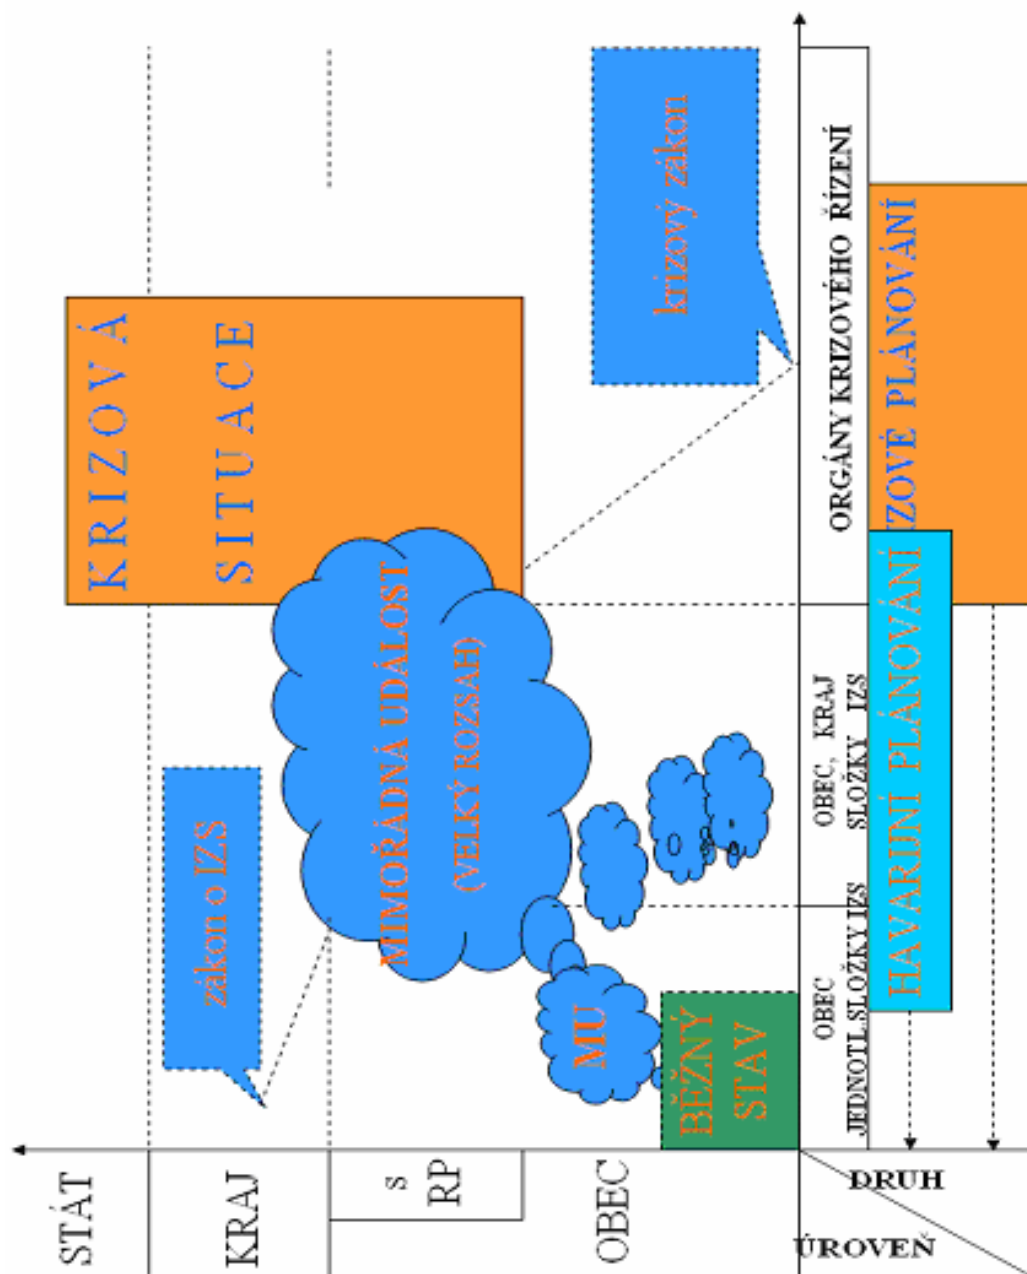 STÁT
KRAJ
s
RP
OBEC
KRIZOVÁ
SITUACE
zákon o IZS
MIMOŘÁDNÁ UDÁLOST
(VELKÝ ROZSAH)
krizový zákon
MU
BĚŽNÝ
STAV
OBEC
JEDNOTL.SLOŽKY IZS
OBEC, KRAJ
SLOŽKY IZS
ORGÁNY KRIZOVÉHO ŘÍZENÍ
HAVARIJNÍ PLÁNOVÁNÍ
IZOVÉ PLÁNOVÁNÍ
DRUH
ÚROVEŇ